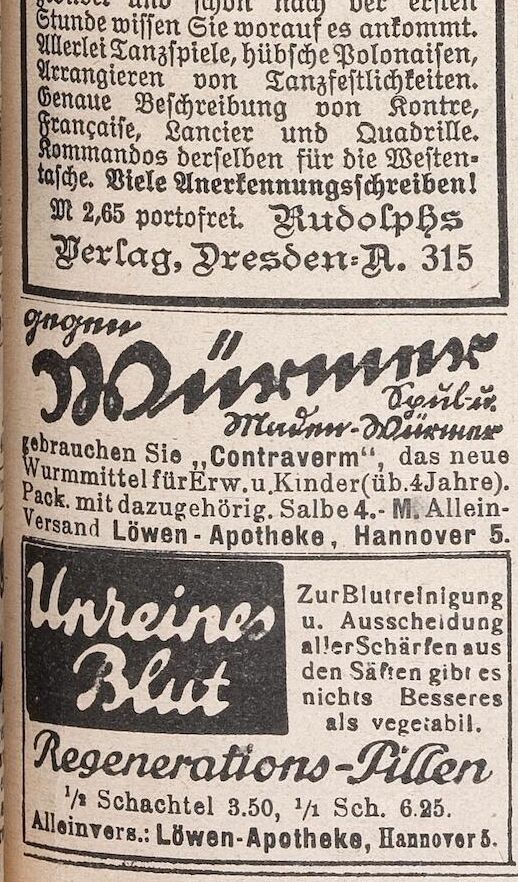 und schon nach der ersten
Stunde wissen Sie worauf es ankommt.
Allerlei Tanzspiele, hübsche Polonaisen,
Arrangieren von Tanzfestlichkeiten.
Genaue Beschreibung von Kontre,
Française, Lancier und Quadrille.
Kommandos derselben für die Westen-
tasche. Viele Anerkennungsschreiben!
M 2,65 portofrei. Rudolphs
Verlag, Dresden-A. 315
gegen
Würmer
Spul- u.
Maden-Würmer
gebrauchen Sie „Contraverm“, das neue
Wurmmittel für Erw. u. Kinder (üb. 4 Jahre).
Pack. mit dazugehörig. Salbe 4.- M. Allein-
Versand Löwen-Apotheke, Hannover 5.
Unreines
Blut
Zur Blutreinigung
u. Ausscheidung
aller Schärfen aus
den Säften gibt es
nichts Besseres
als vegetabil.
Regenerations-Pillen
1/2 Schachtel 3.50, 1/1 Sch. 6.25.
Alleinvers.: Löwen-Apotheke, Hannover 5.